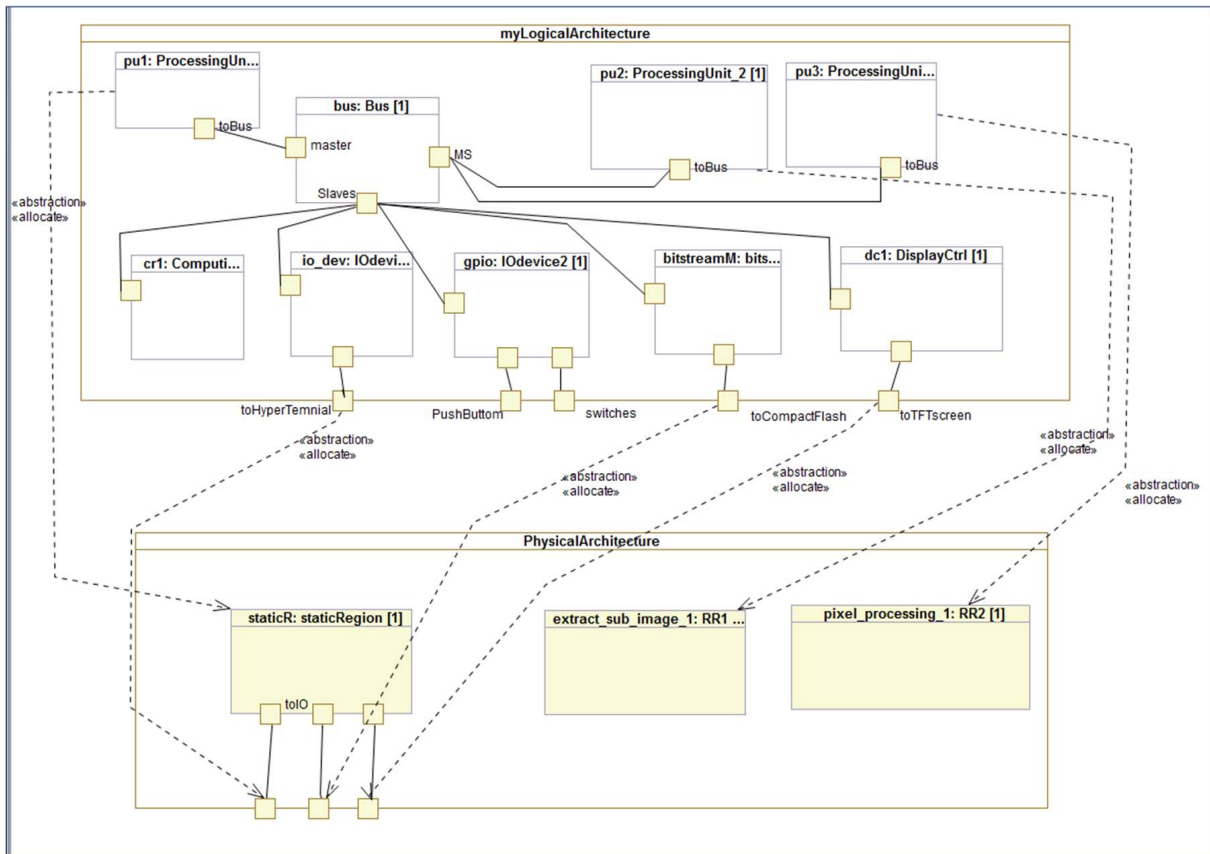 myLogicalArchitecture
pu1: ProcessingUn...
pu2: ProcessingUnit_2 [1]
pu3: ProcessingUni...
bus: Bus [1]
toBus
master
MS
toBus
toBus
Slaves
«abstraction»
«allocate»
«abstraction»
«allocate»
cr1: Computi...
io_dev: IOdevi...
gpio: IOdevice2 [1]
bitstreamM: bits...
dc1: DisplayCtrl [1]
toHyperTemnial
PushButtom
switches
toCompactFlash
toTFTscreen
«abstraction»
«allocate»
«abstraction»
«allocate»
«abstraction»
«allocate»
«abstraction»
«allocate»
«abstraction»
«allocate»
PhysicalArchitecture
staticR: staticRegion [1]
extract_sub_image_1: RR1 ...
pixel_processing_1: RR2 [1]
toIO